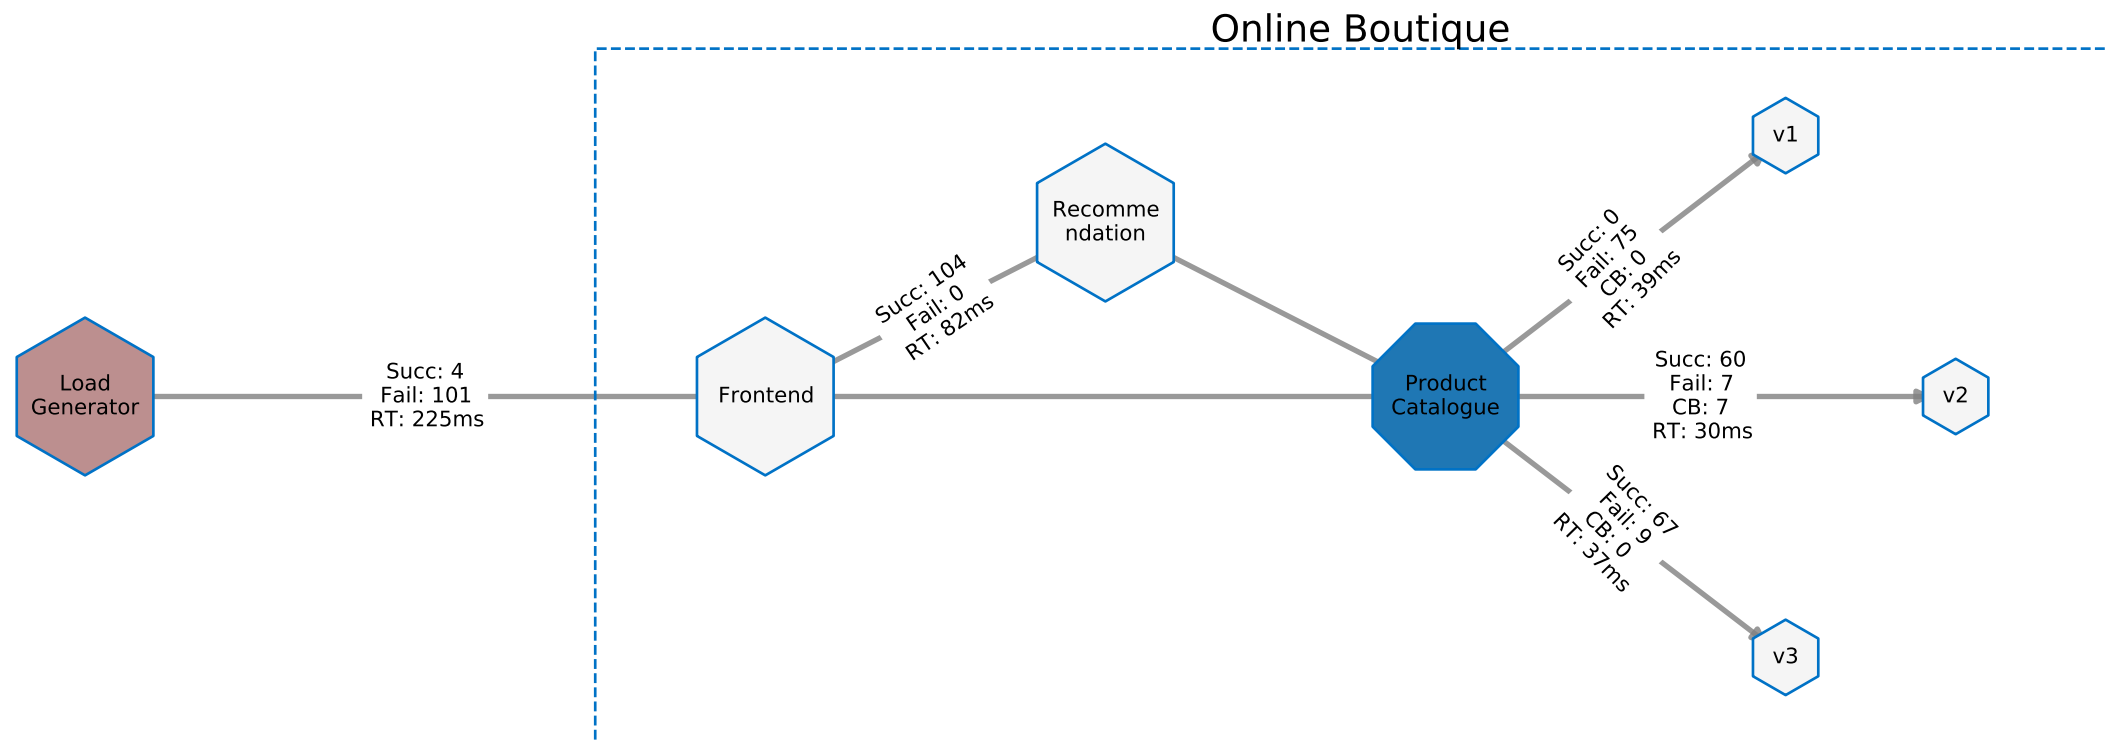 Online Boutique
Load
Generator
Succ: 4
Fail: 101
RT: 225ms
Frontend
Succ: 104
Fail: 0
RT: 82ms
Recomme
ndation
Product
Catalogue
Succ: 0
Fail: 75
CB: 0
RT: 39ms
v1
Succ: 60
Fail: 7
CB: 7
RT: 30ms
v2
Succ: 67
Fail: 9
CB: 0
RT: 37ms
v3